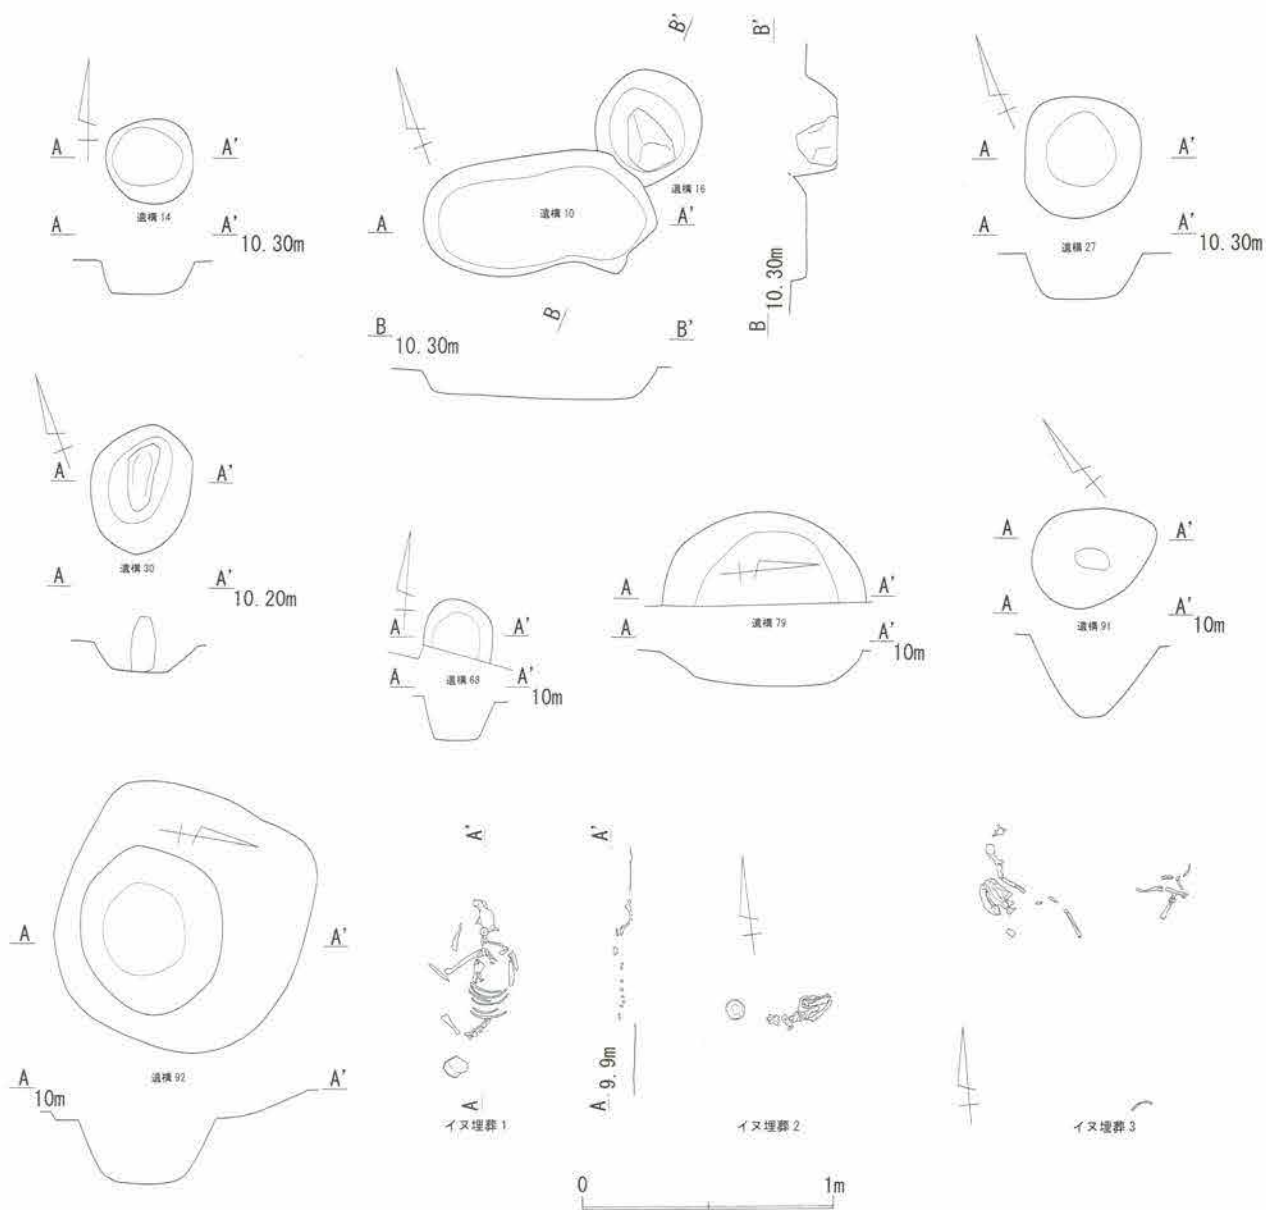 A A'
遺構 14
A A' 10.30m
B' B'
A A'
遺構 16
遺構 10
B
B 10.30m
B 10.30m B'
A A'
遺構 27
A A' 10.30m
A A'
遺構 30
A A' 10.20m
A A'
遺構 68
A A' 10m
A A'
遺構 79
A A' 10m
A A'
遺構 91
A A' 10m
A A'
遺構 92
A 10m A'
A' A'
A A 9.9m
イヌ埋葬 1
イヌ埋葬 2
イヌ埋葬 3
0 1m